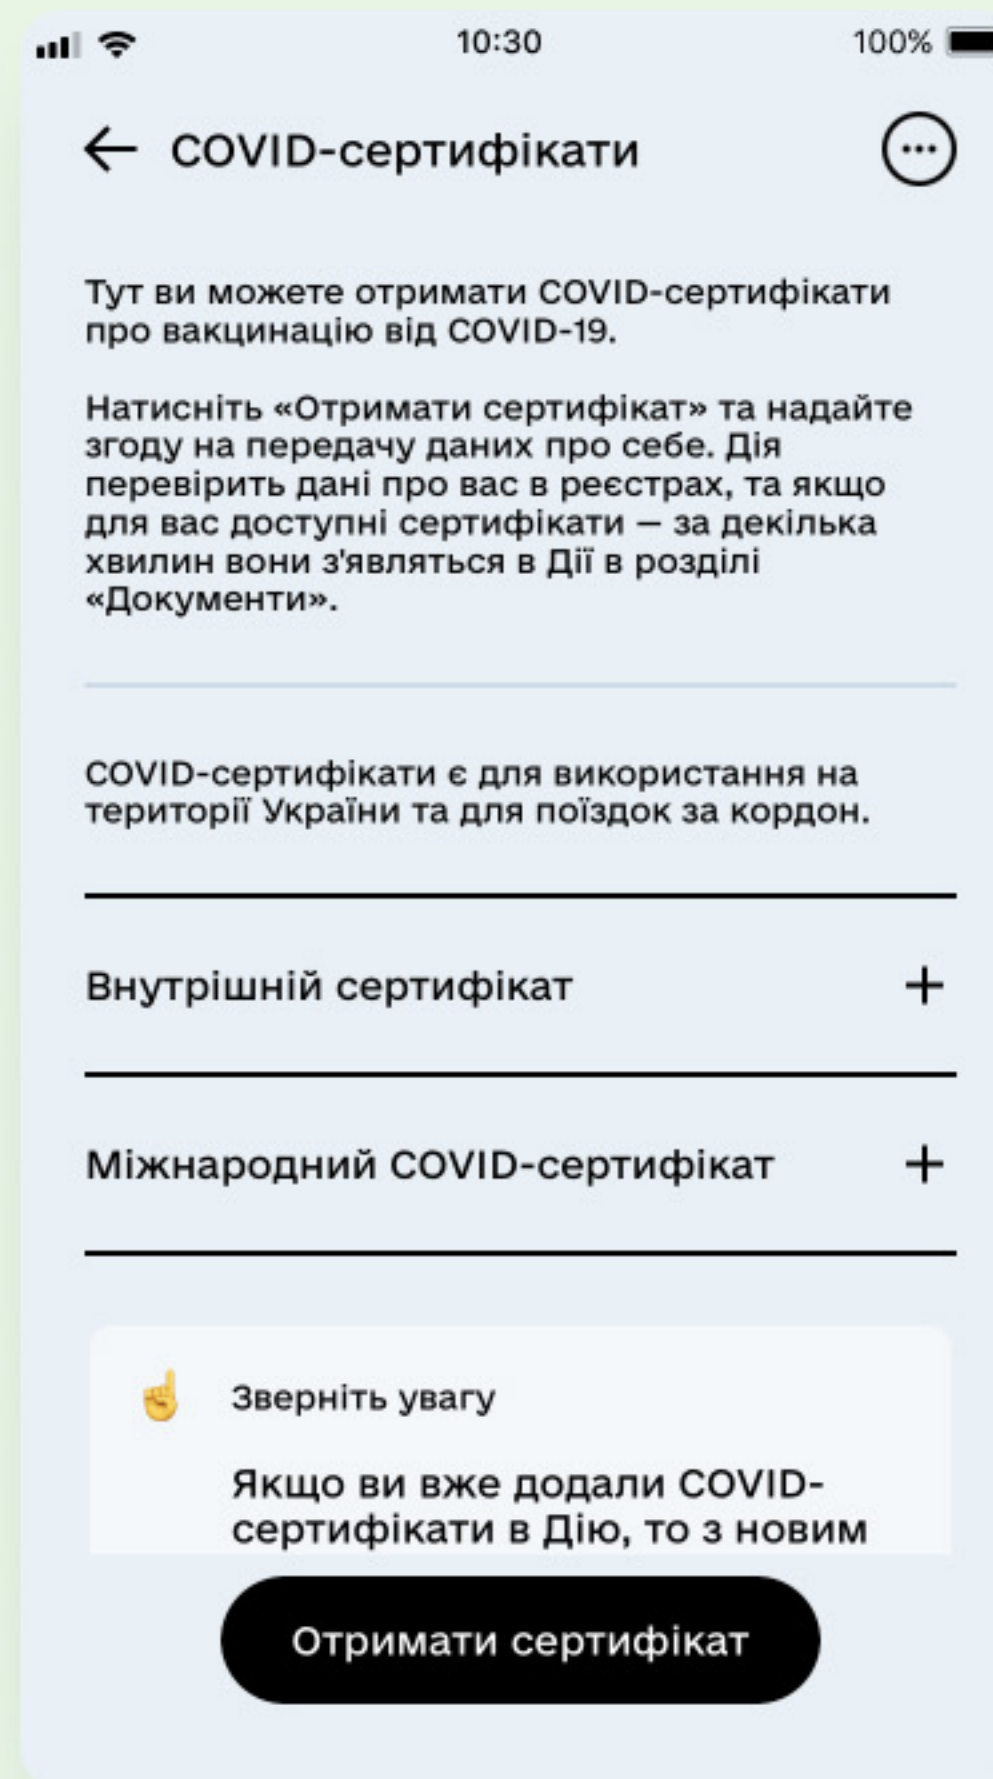 10:30
100%
COVID-сертифікати
Тут ви можете отримати COVID-сертифікати
про вакцинацію від COVID-19.
Натисніть «Отримати сертифікат» та надайте
згоду на передачу даних про себе. Дія
перевірить дані про вас в реєстрах, та якщо
для вас доступні сертифікати — за декілька
хвилин вони з'являться в Дії в розділі
«Документи».
COVID-сертифікати є для використання на
території України та для поїздок за кордон.
Внутрішній сертифікат
Міжнародний COVID-сертифікат
Зверніть увагу
Якщо ви вже додали COVID-
сертифікати в Дію, то з новим
Отримати сертифікат